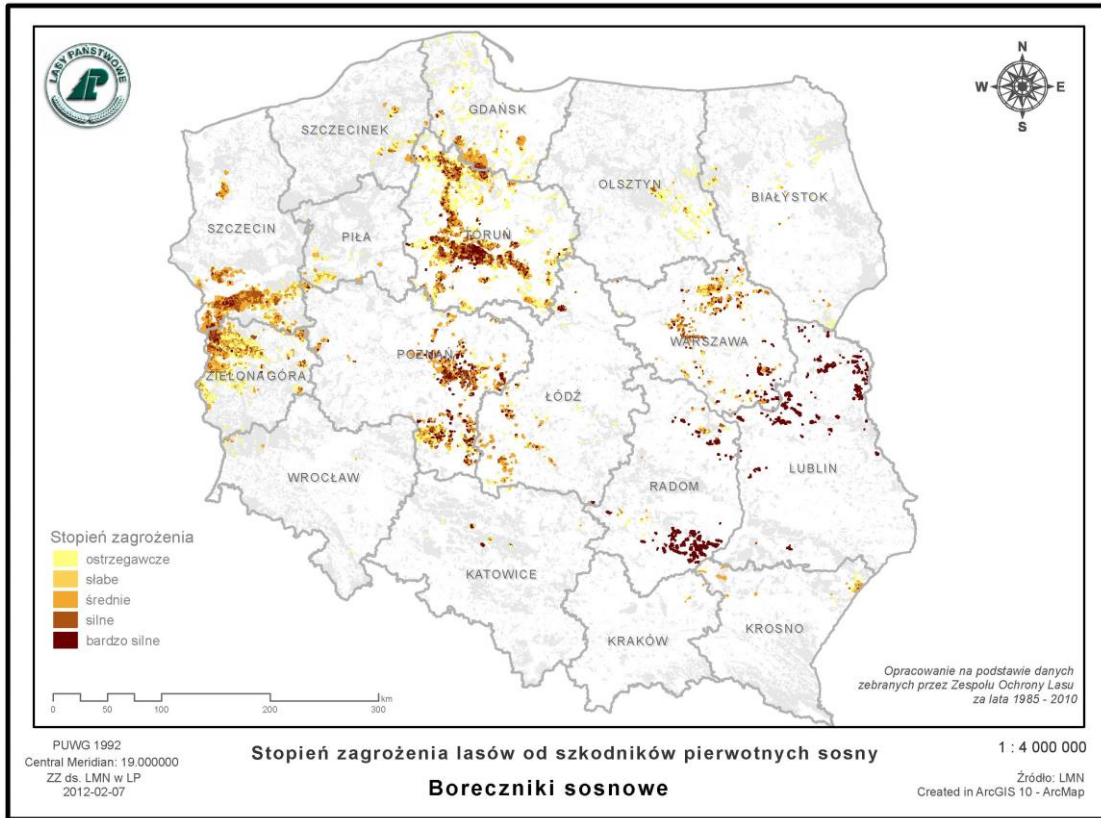 LASY PAŃSTWOWE
LP
N
W E
S
GDAŃSK
SZCZECINEK
OLSZTYN
BIAŁYSTOK
SZCZECIN
PIŁA
TORUŃ
WARSZAWA
POZNAŃ
ZIELONA GÓRA
ŁÓDŹ
LUBLIN
WROCŁAW
RADOM
KATOWICE
KRAKÓW
KROSNO
Stopień zagrożenia
ostrzegawcze
słabe
średnie
silne
bardzo silne
km
0 50 100 200 300
Opracowanie na podstawie danych
zebranych przez Zespołu Ochrony Lasu
za lata 1985 - 2010
PUWG 1992
Central Meridian: 19.000000
ZZ ds. LMN w LP
2012-02-07
Stopień zagrożenia lasów od szkodników pierwotnych sosny
Boreczniki sosnowe
1 : 4 000 000
Źródło: LMN
Created in ArcGIS 10 - ArcMap